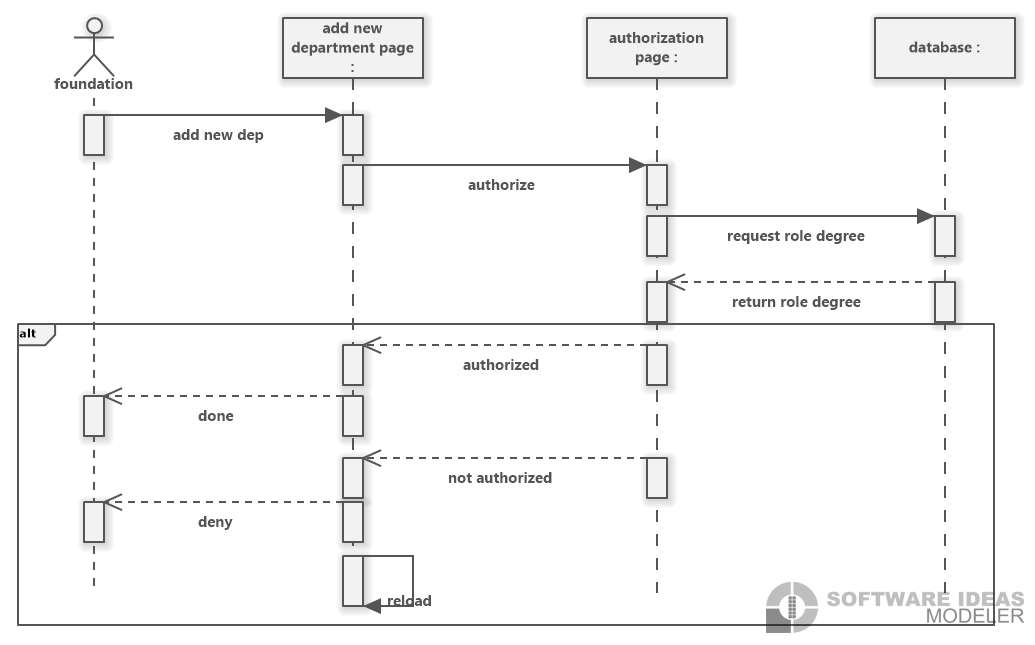 add new
department page
:
authorization
page :
database :
foundation
add new dep
authorize
request role degree
return role degree
alt
authorized
done
not authorized
deny
reload
SOFTWARE IDEAS
MODELER